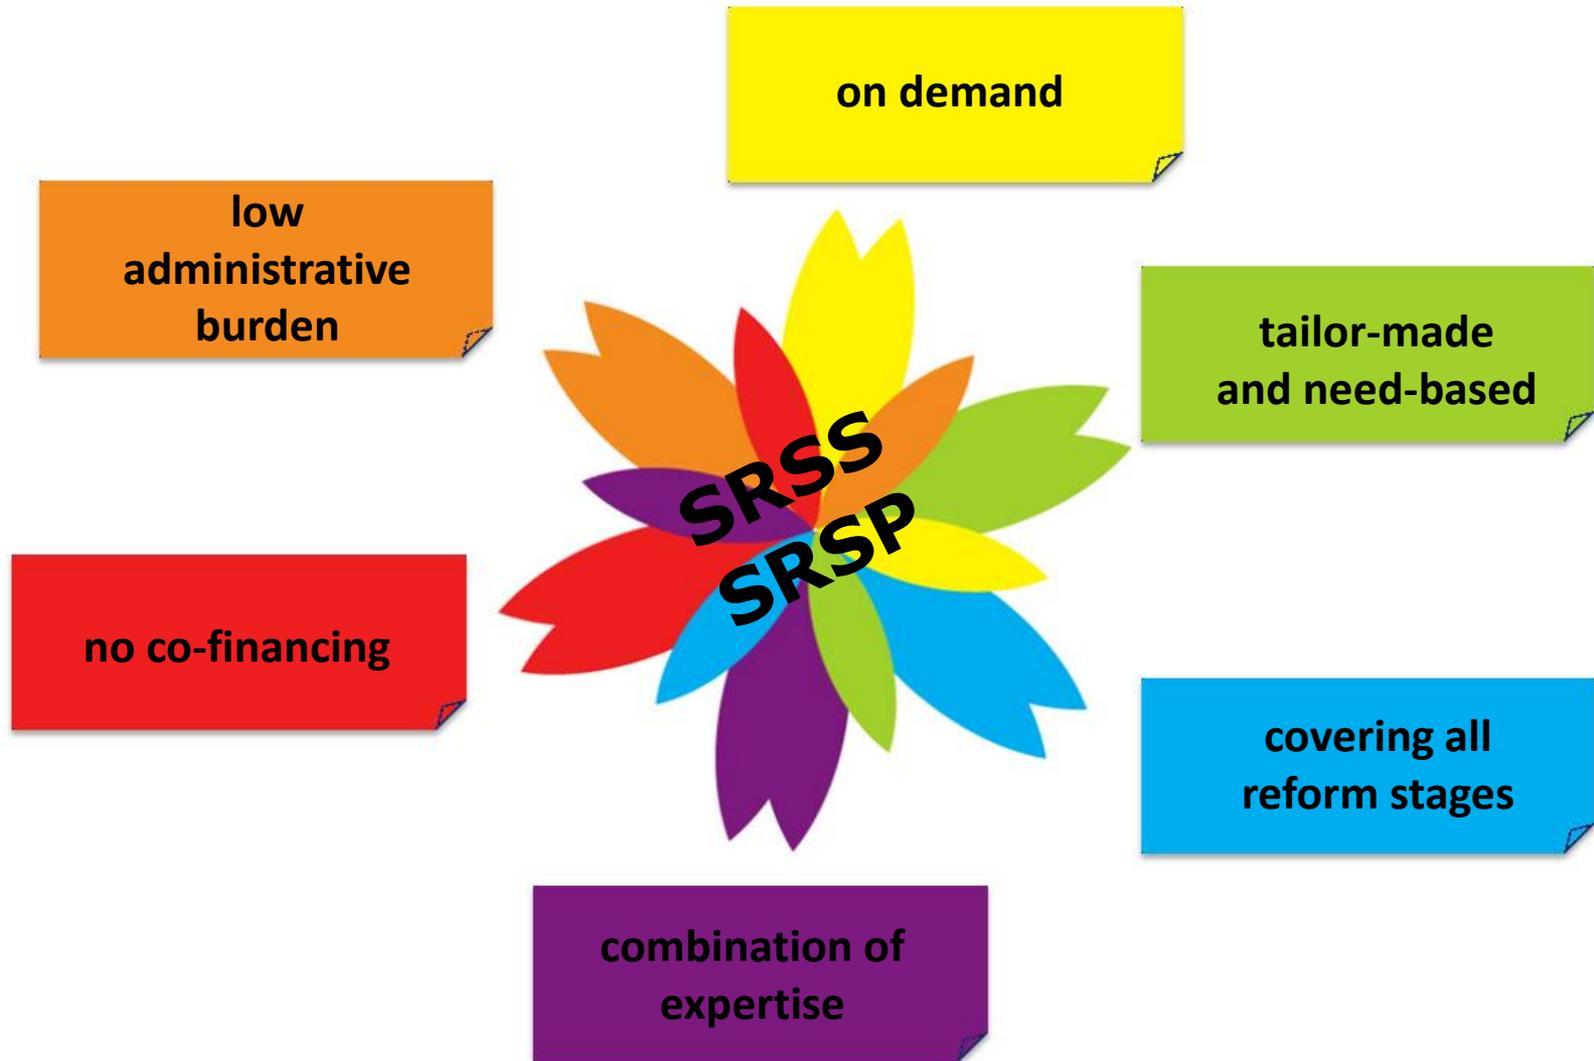 on demand
low
administrative
burden
tailor-made
and need-based
SRSS
SRSP
no co-financing
covering all
reform stages
combination of
expertise